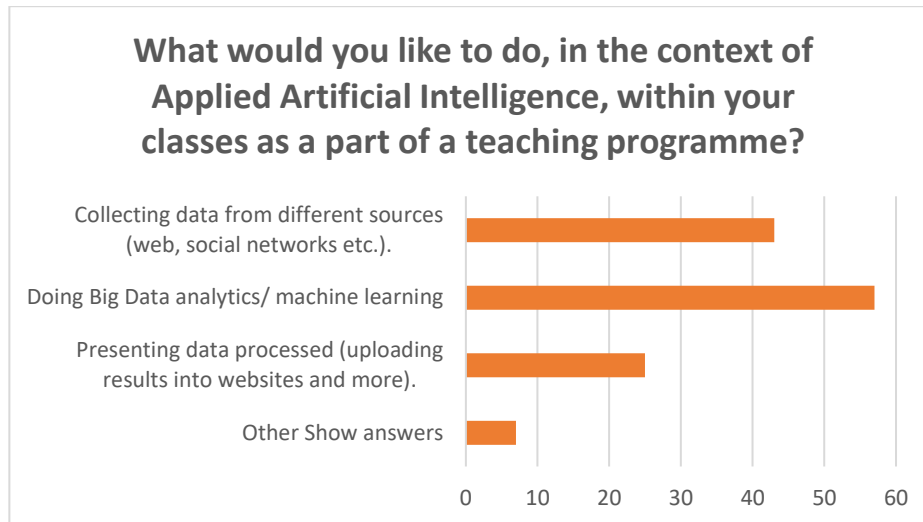 What would you like to do, in the context of
Applied Artificial Intelligence, within your
classes as a part of a teaching programme?
Collecting data from different sources
(web, social networks etc.).
Doing Big Data analytics/ machine learning
Presenting data processed (uploading
results into websites and more).
Other Show answers
0 10 20 30 40 50 60